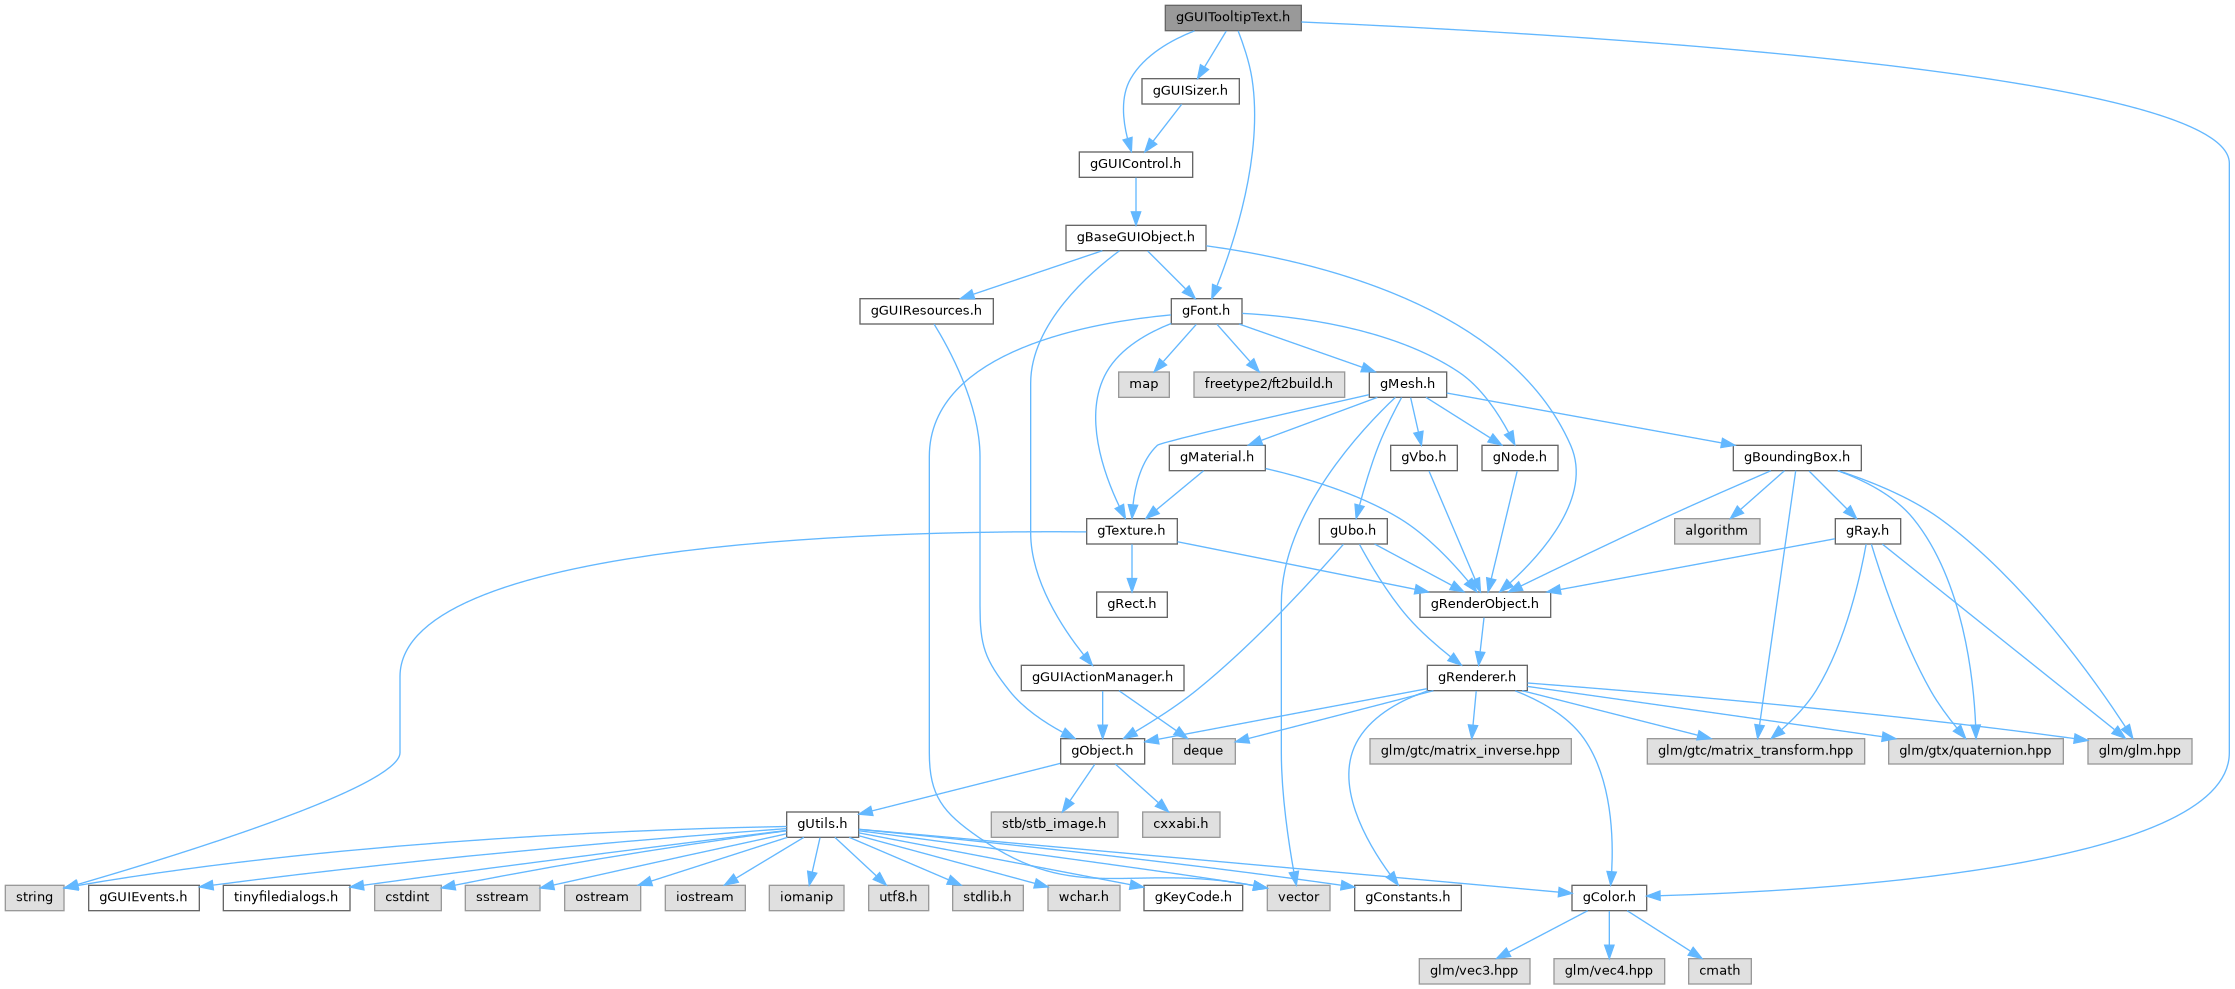 gGUITooltipText.h
gGUISizer.h
gGUIControl.h
gBaseGUIObject.h
gGUIResources.h
gFont.h
map
freetype2/ft2build.h
gMesh.h
gMaterial.h
gVbo.h
gNode.h
gBoundingBox.h
gTexture.h
gUbo.h
algorithm
gRay.h
gRect.h
gRenderObject.h
gGUIActionManager.h
gRenderer.h
gObject.h
deque
glm/gtc/matrix_inverse.hpp
glm/gtc/matrix_transform.hpp
glm/gtx/quaternion.hpp
glm/glm.hpp
gUtils.h
stb/stb_image.h
cxxabi.h
string
gGUIEvents.h
tinyfiledialogs.h
cstdint
sstream
ostream
iostream
iomanip
utf8.h
stdlib.h
wchar.h
gKeyCode.h
vector
gConstants.h
gColor.h
glm/vec3.hpp
glm/vec4.hpp
cmath